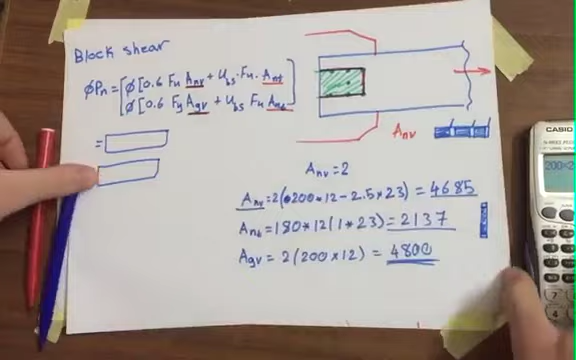 Block shear
ϕPn = [ϕ[0.6 Fu Anv + Ubs · Fu · Ant
ϕ[0.6 Fy Agv + Ubs Fu Ant]
=
Anv
Anv = 2
Anv = 2(200*12 - 2.5*23) = 4685
Ant = 180*12(1*23) = 2137
Agv = 2(200×12) = 4800
CASIO